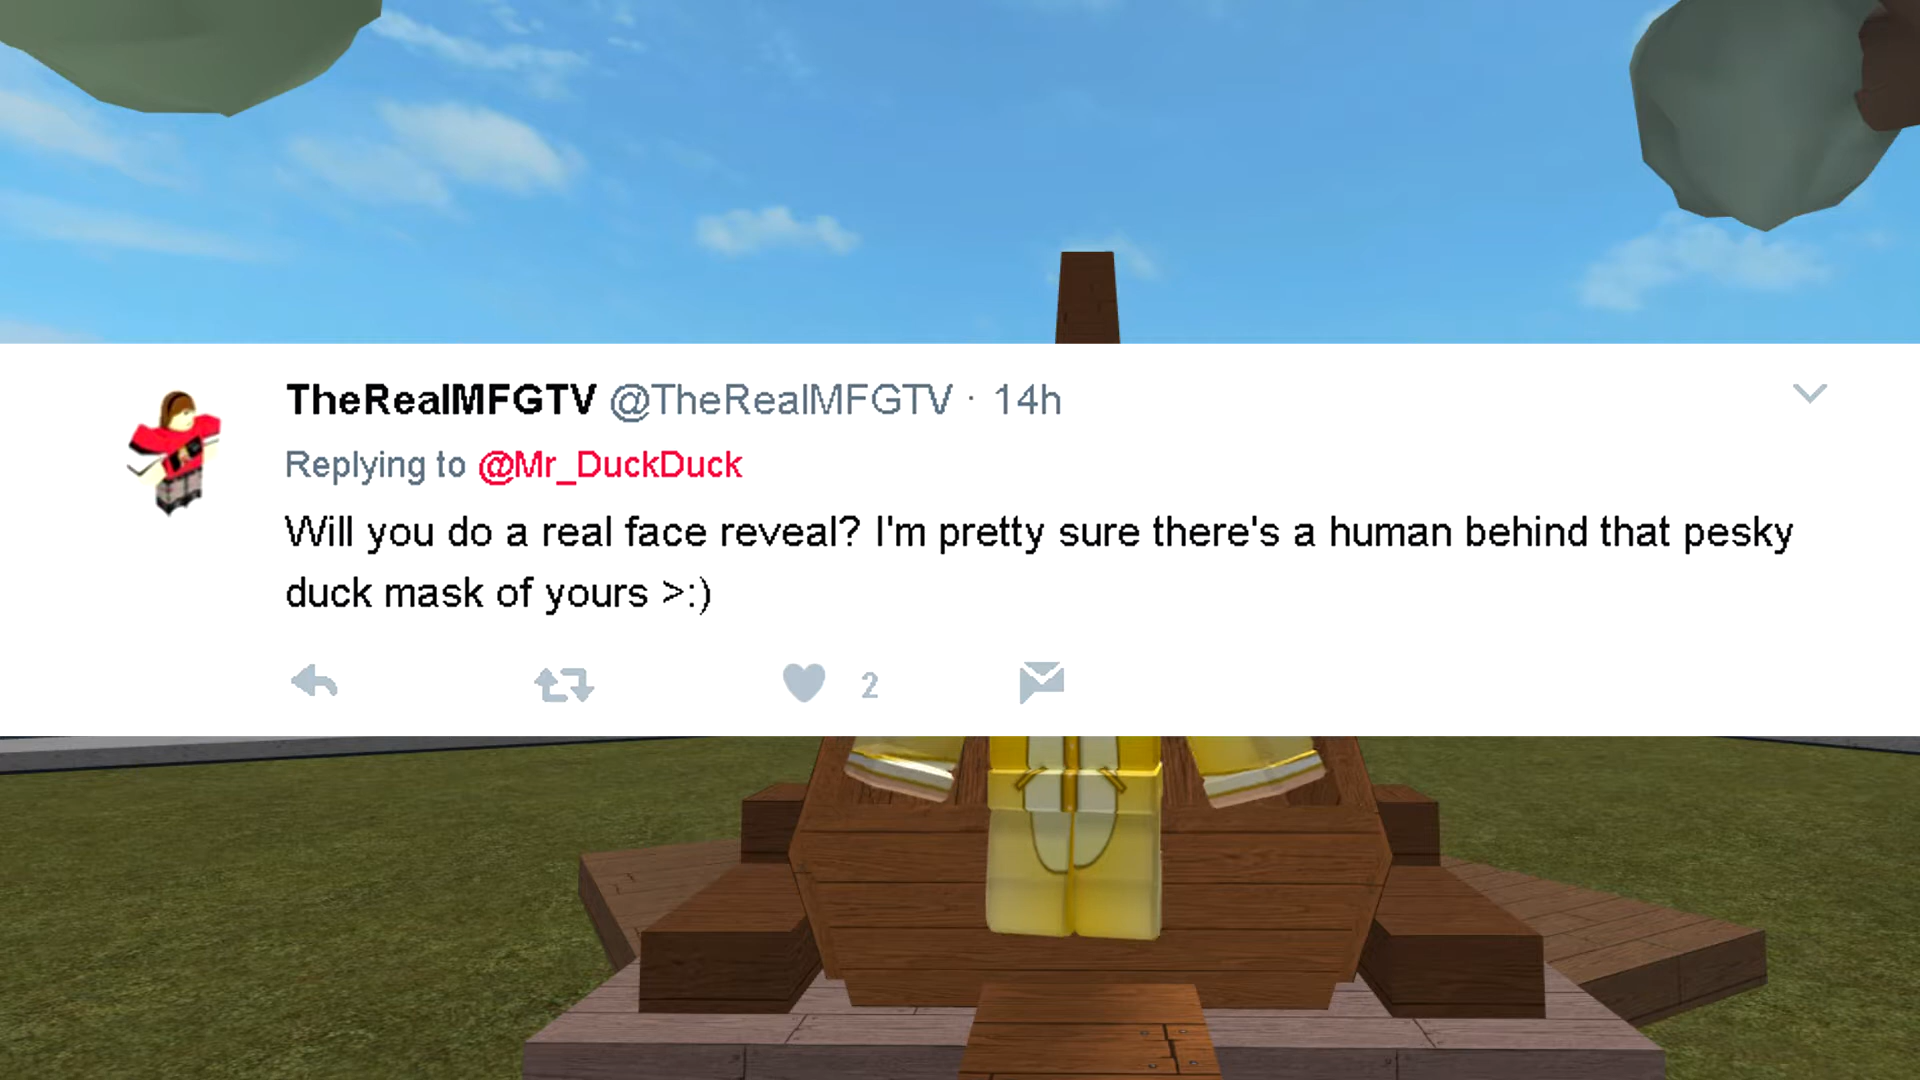 TheRealMFGTV @TheRealMFGTV · 14h
Replying to @Mr_DuckDuck
Will you do a real face reveal? I'm pretty sure there's a human behind that pesky
duck mask of yours >:)
2